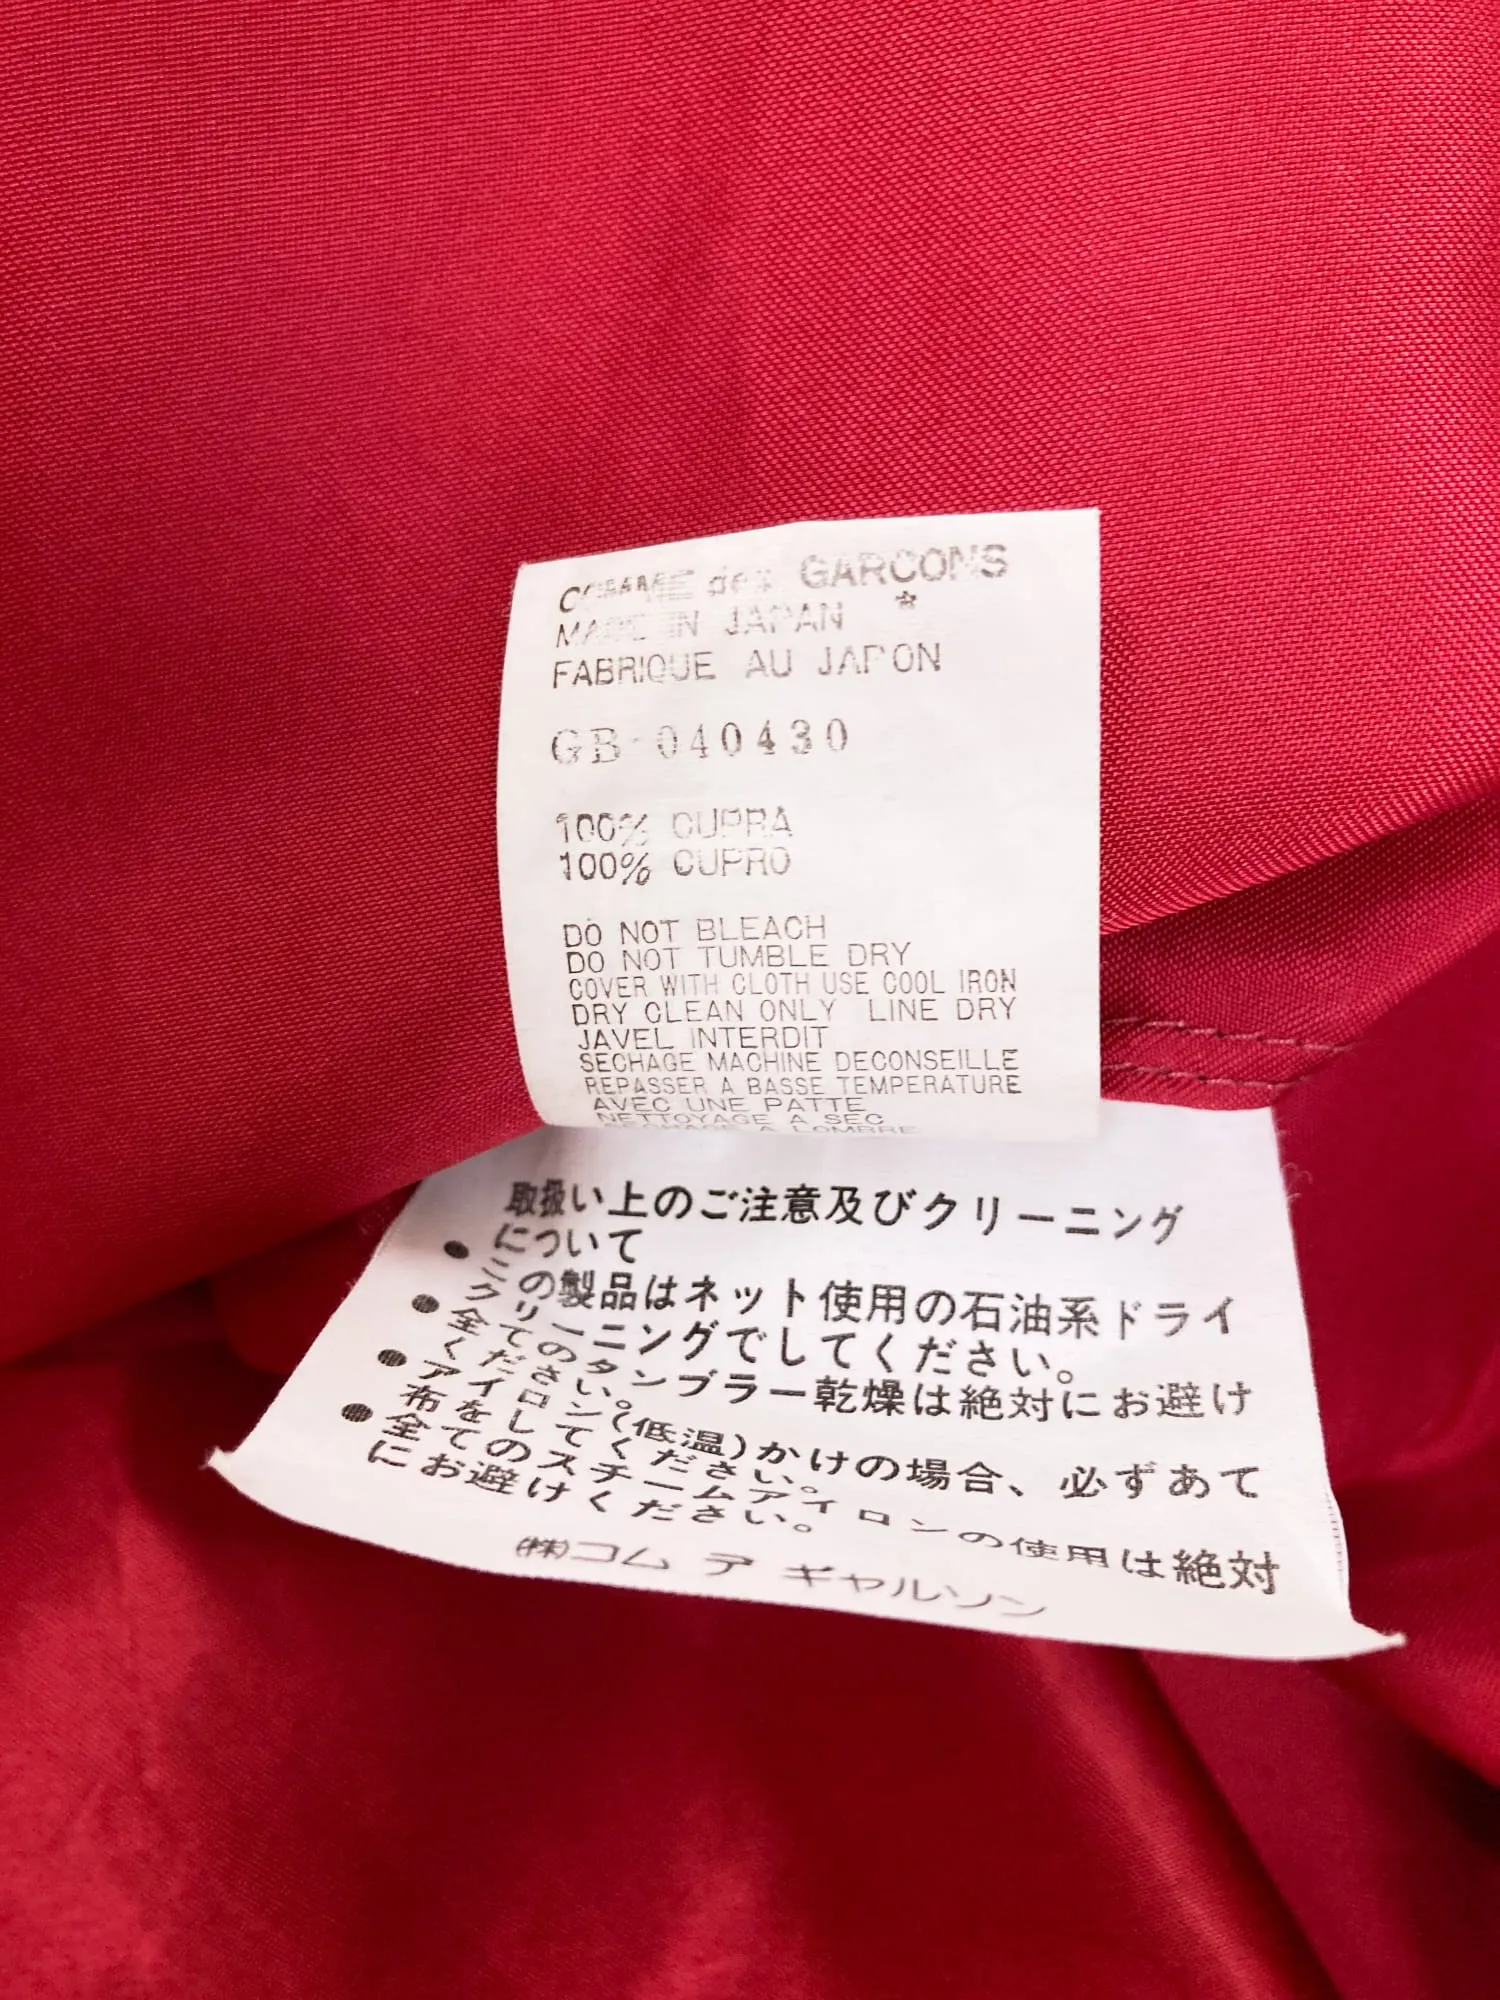 COMME des GARCONS
MADE IN JAPAN *
FABRIQUE AU JAPON
GB-040430
100% CUPRA
100% CUPRO
DO NOT BLEACH
DO NOT TUMBLE DRY
COVER WITH CLOTH USE COOL IRON
DRY CLEAN ONLY LINE DRY
JAVEL INTERDIT
SECHAGE MACHINE DECONSEILLE
REPASSER A BASSE TEMPERATURE
AVEC UNE PATTE
NETTOYAGE A SEC
SECHAGE A LOMBRE
取扱い上のご注意及びクリーニング
について
●この製品はネット使用の石油系ドライ
クリーニングでしてください。
●全てのタンブラー乾燥は絶対にお避け
ください。
●アイロン(低温)かけの場合、必ずあて
布をしてください。
●全てのスチームアイロンの使用は絶対
にお避けください。
(株)コム デ ギャルソン